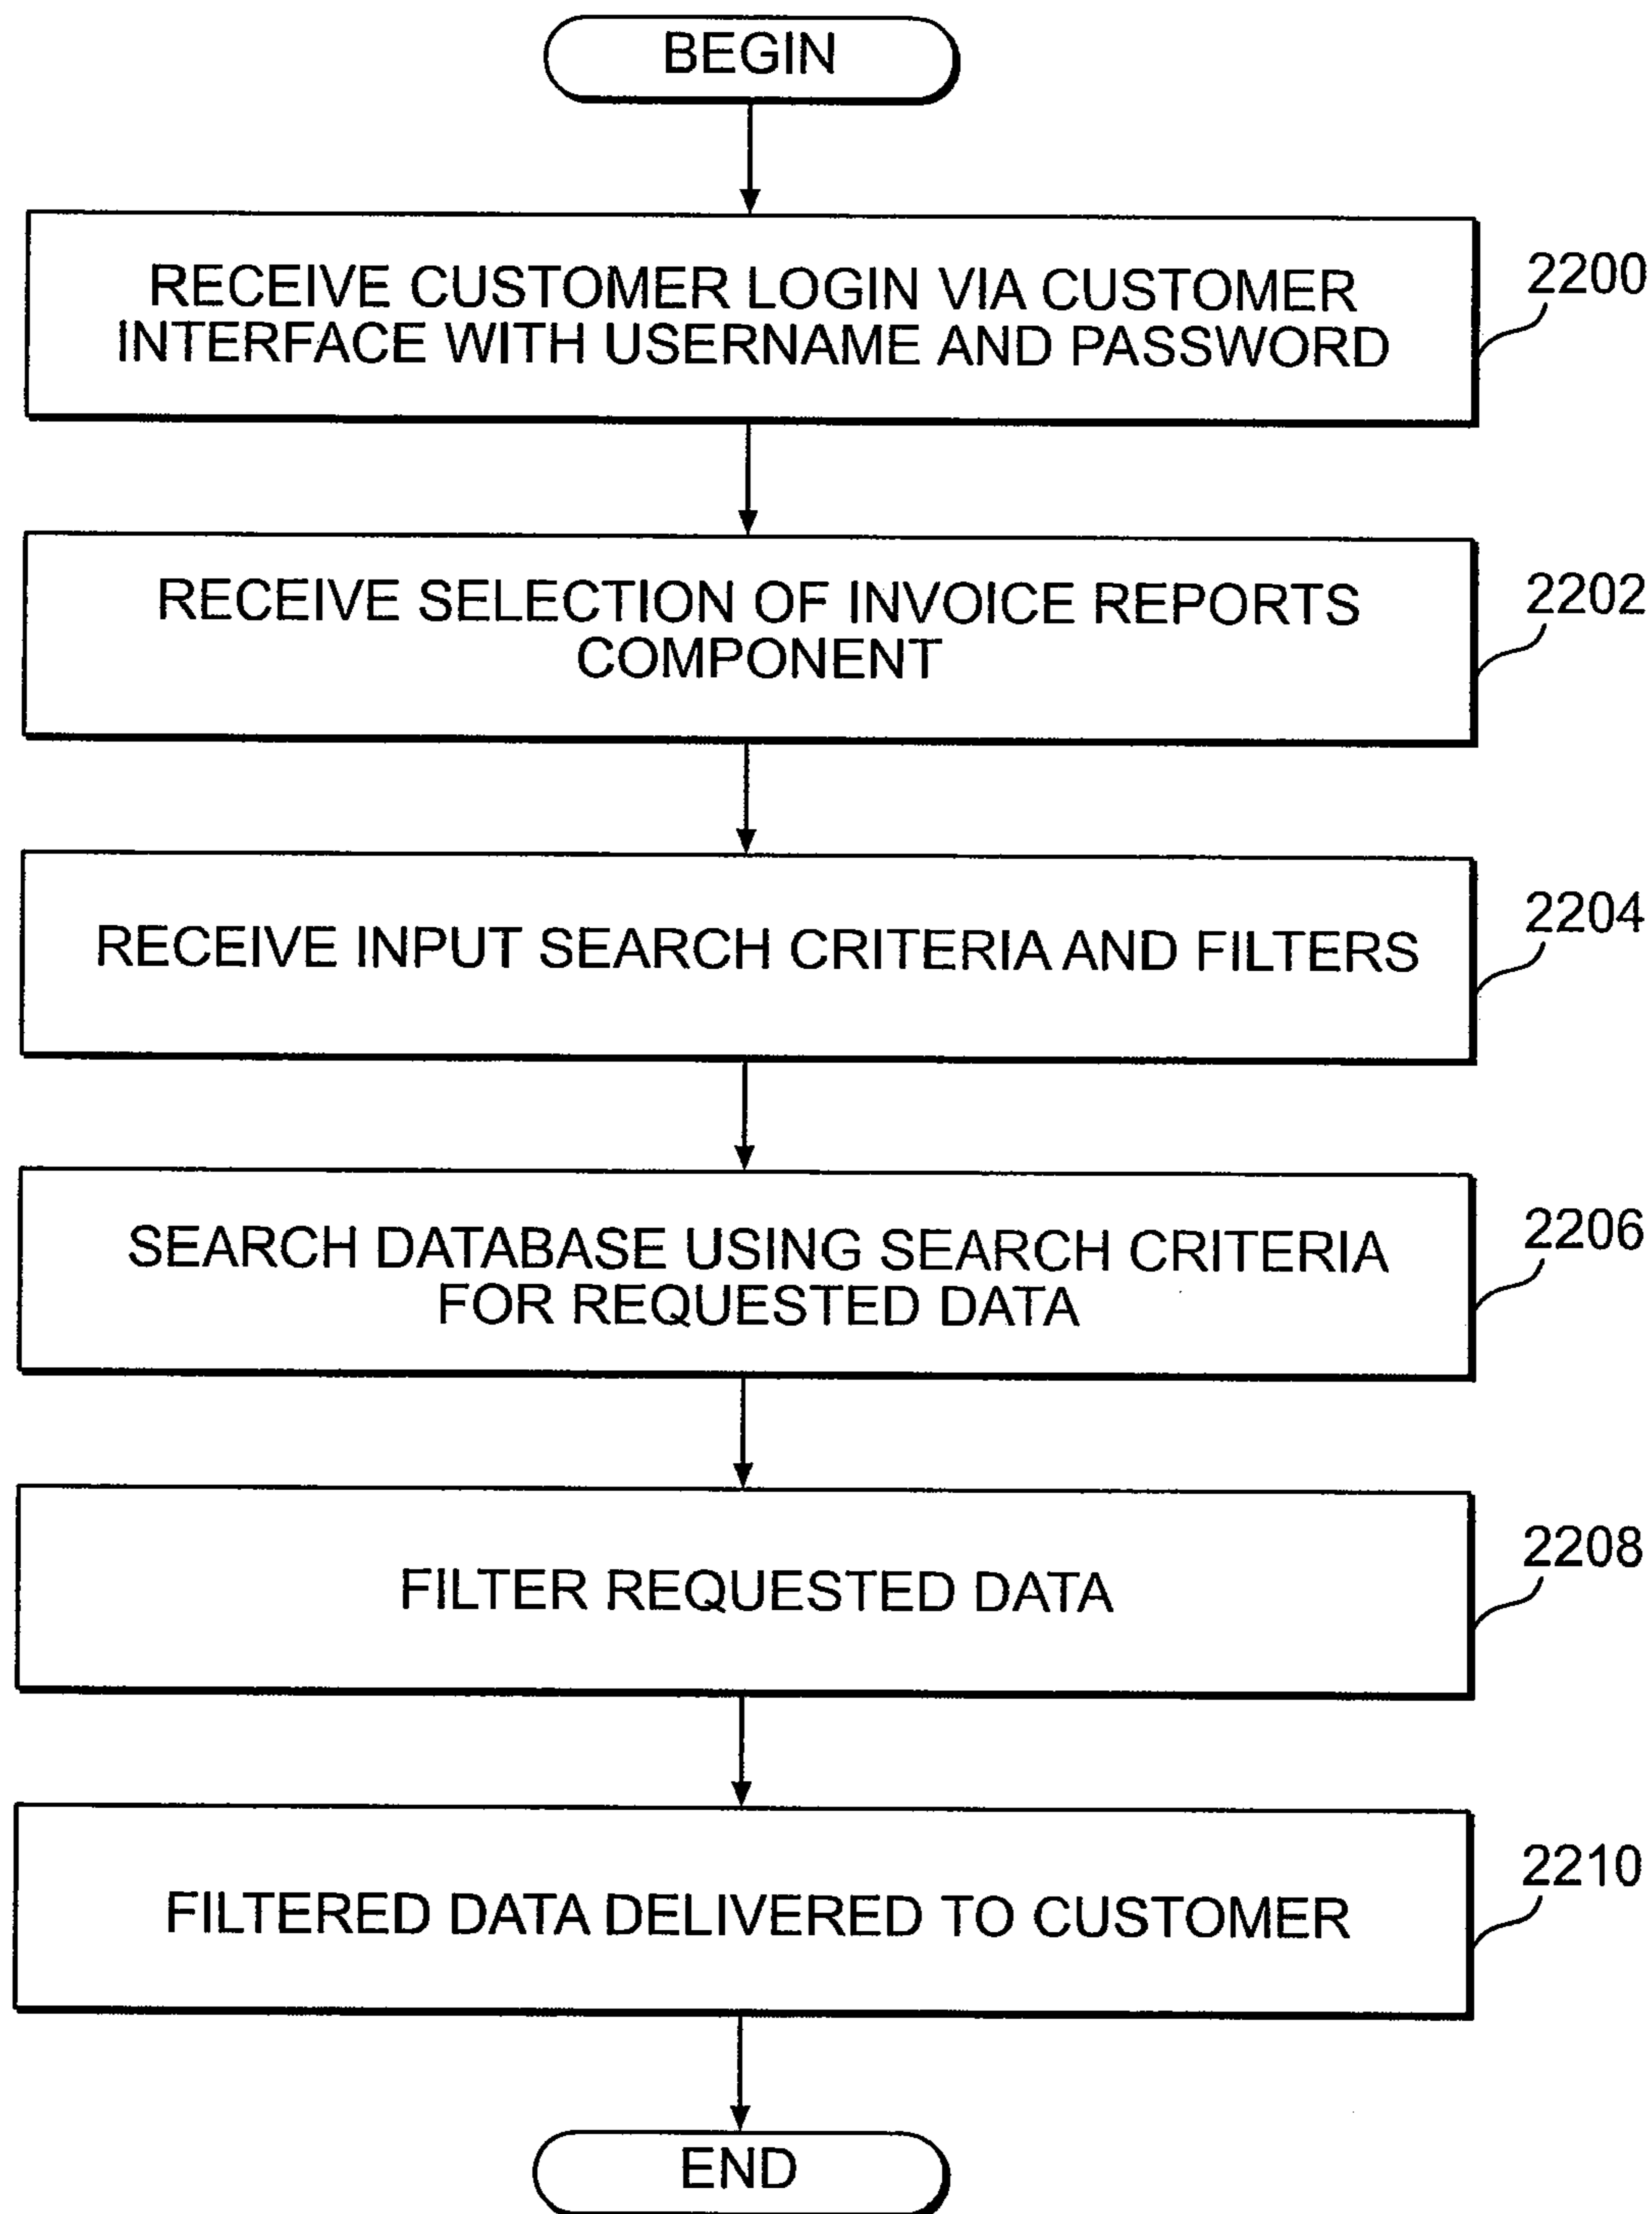 BEGIN
RECEIVE CUSTOMER LOGIN VIA CUSTOMER
INTERFACE WITH USERNAME AND PASSWORD
2200
RECEIVE SELECTION OF INVOICE REPORTS
COMPONENT
2202
RECEIVE INPUT SEARCH CRITERIA AND FILTERS
2204
SEARCH DATABASE USING SEARCH CRITERIA
FOR REQUESTED DATA
2206
FILTER REQUESTED DATA
2208
FILTERED DATA DELIVERED TO CUSTOMER
2210
END